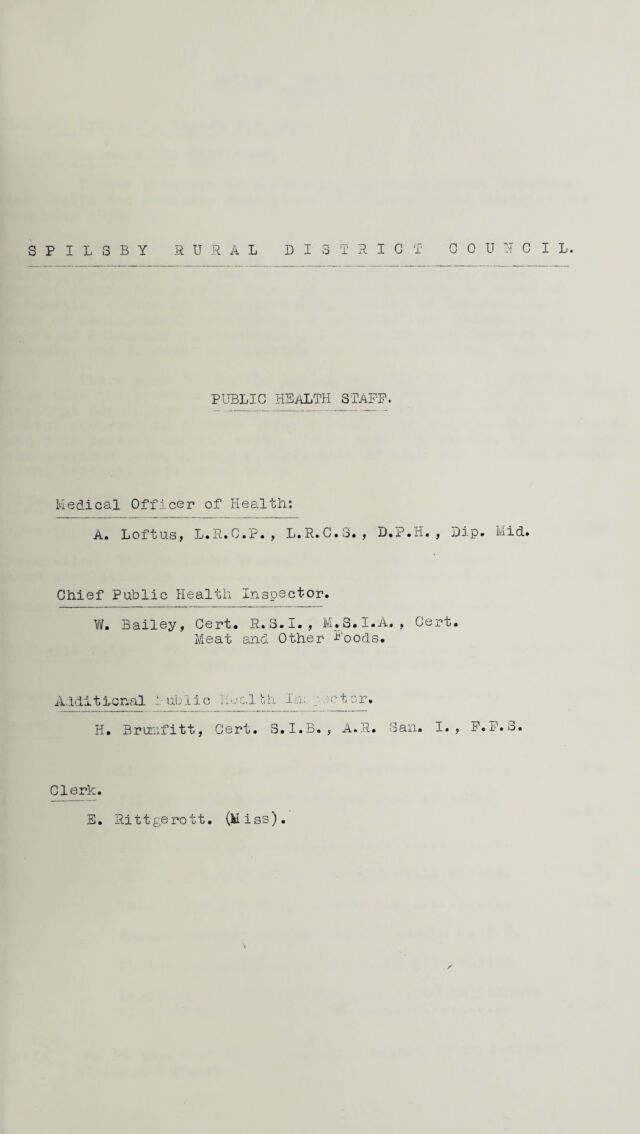 SPILSBY RURAL DISTRICT COUNCIL.
PUBLIC HEALTH STAFF.
Medical Officer of Health:
A. Loftus, L.R.C.P., L.R.C.S., D.P.H., Dip. Mid.
Chief Public Health Inspector.
W. Bailey, Cert. R.S.I., M.S.I.A., Cert.
Meat and Other Foods.
Additional Public Health Inspector.
H. Brumfitt, Cert. S.I.B., A.R. San. I., F.F.S.
Clerk.
E. Rittgerott. (Miss).